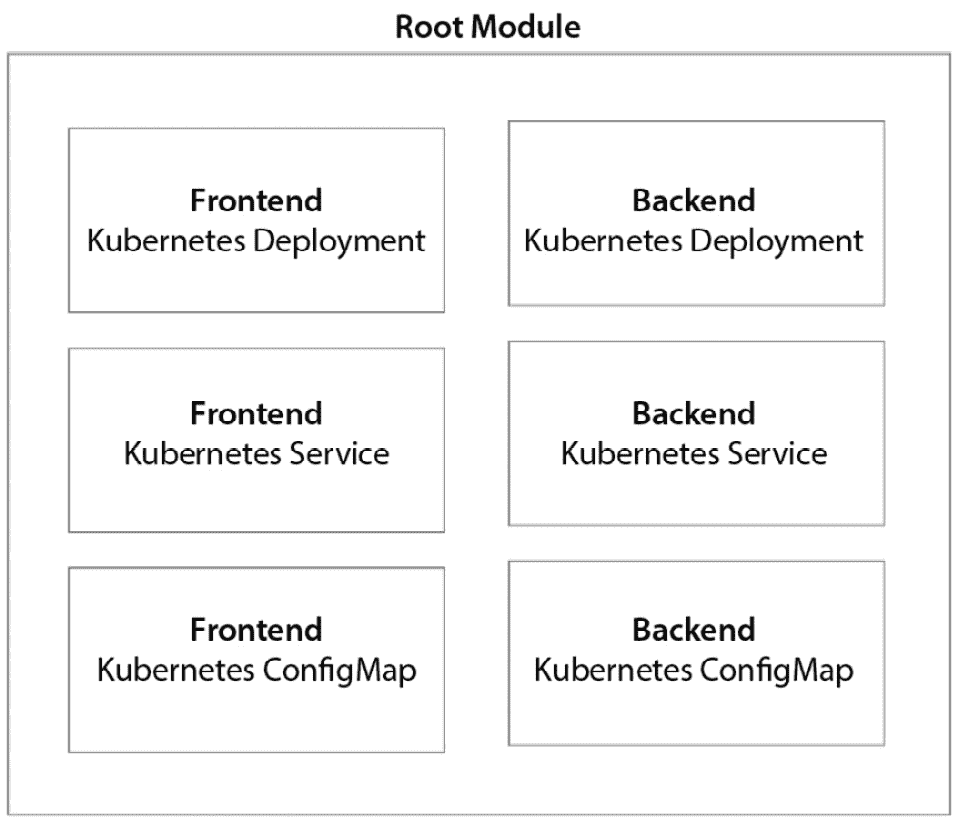 Root Module
Frontend
Kubernetes Deployment
Backend
Kubernetes Deployment
Frontend
Kubernetes Service
Backend
Kubernetes Service
Frontend
Kubernetes ConfigMap
Backend
Kubernetes ConfigMap